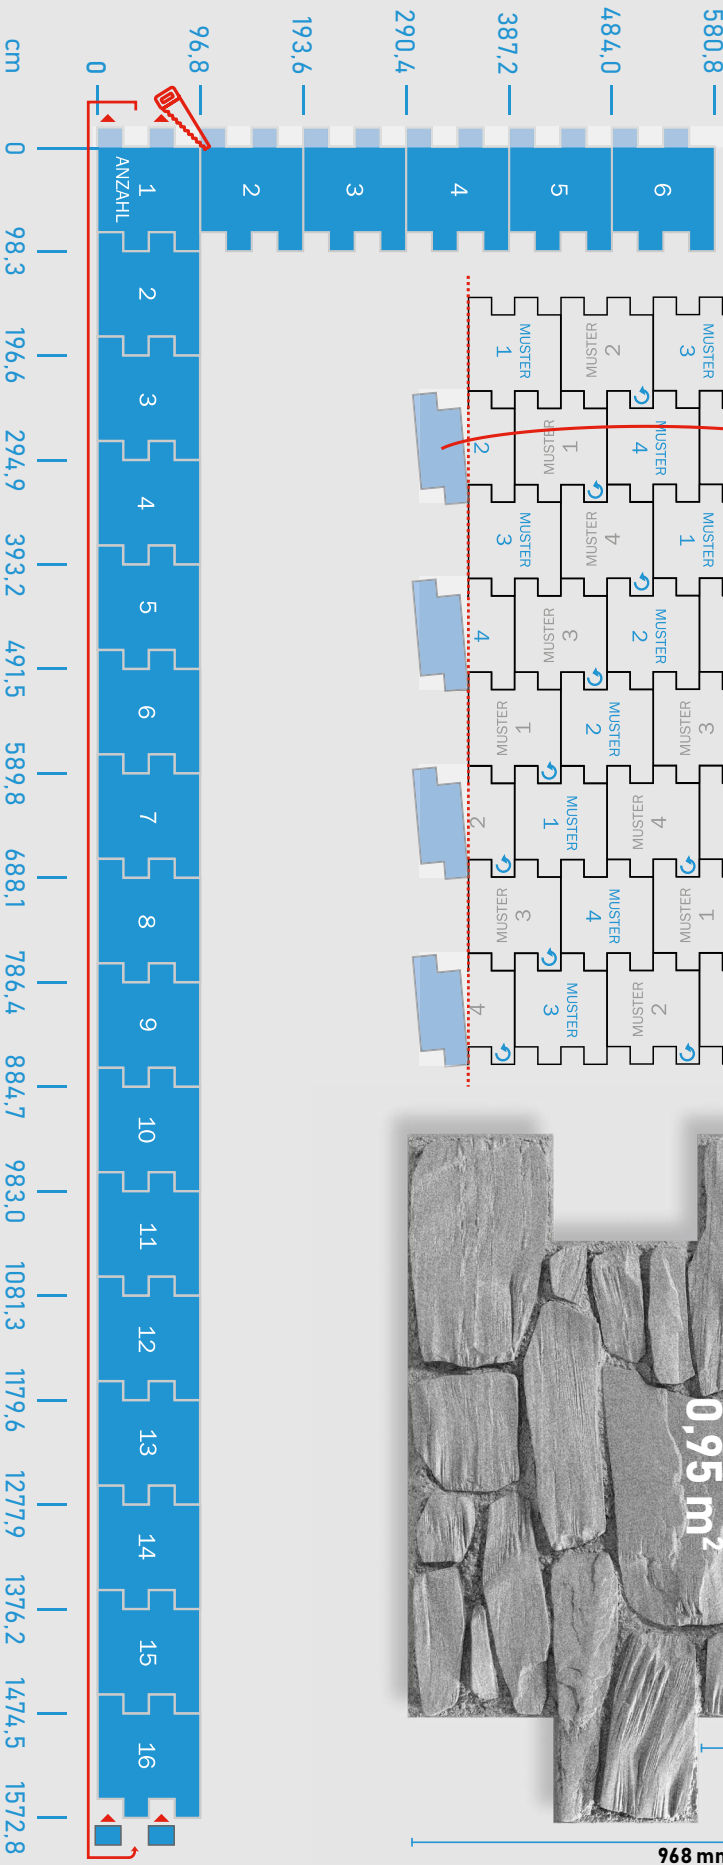 cm
0
96,8
193,6
290,4
387,2
484,0
580,8
0
98,3
196,6
294,9
393,2
491,5
589,8
688,1
786,4
884,7
983,0
1081,3
1179,6
1277,9
1376,2
1474,5
1572,8
ANZAHL
1
2
3
4
5
6
2
3
4
5
6
7
8
9
10
11
12
13
14
15
16
MUSTER 1
MUSTER 2
MUSTER 3
2
MUSTER 1
MUSTER 4
MUSTER 3
MUSTER 4
MUSTER 1
4
MUSTER 3
MUSTER 2
MUSTER 1
MUSTER 2
MUSTER 3
2
MUSTER 1
MUSTER 4
MUSTER 3
MUSTER 4
MUSTER 1
4
MUSTER 3
MUSTER 2
0,95 m²
968 mm